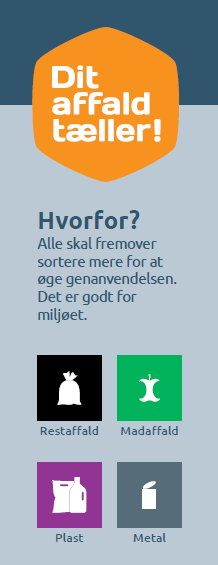 Dit
affald
tæller!
Hvorfor?
Alle skal fremover
sortere mere for at
øge genanvendelsen.
Det er godt for
miljøet.
Restaffald
Madaffald
Plast
Metal